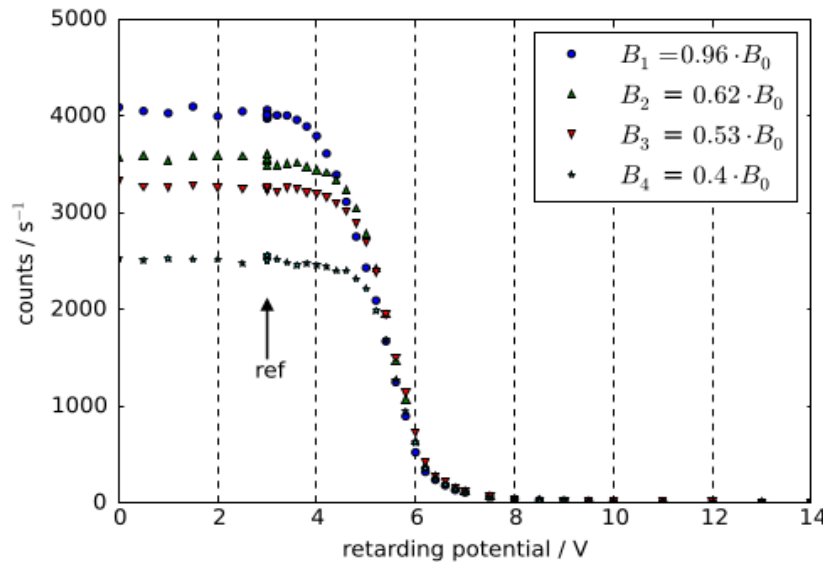 5000
4000
3000
2000
1000
0
0 2 4 6 8 10 12 14
counts / s⁻¹
retarding potential / V
ref
B₁ = 0.96 · B₀
B₂ = 0.62 · B₀
B₃ = 0.53 · B₀
B₄ = 0.4 · B₀